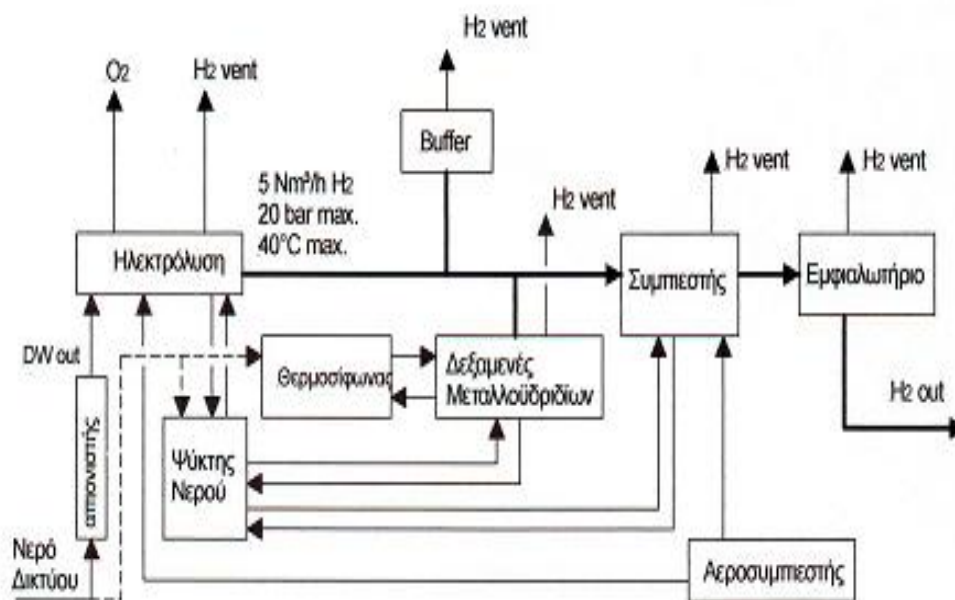 H2 vent
O2
H2 vent
Buffer
5 Nm³/h H2
20 bar max.
40°C max.
H2 vent
H2 vent
H2 vent
Ηλεκτρόλυση
Συμπιεστής
Εμφιαλωτήριο
DW out
Θερμοσίφωνας
Δεξαμενές
Μεταλλοϋδριδίων
H2 out
απιονιστής
Ψύκτης
Νερού
Νερό
Δικτύου
Αεροσυμπιεστής